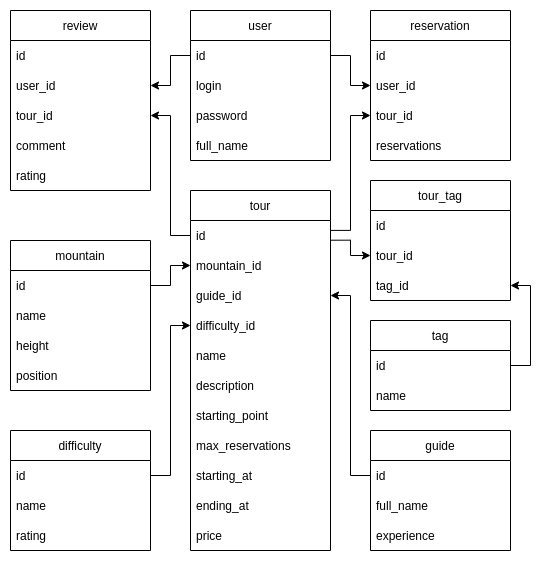 review
id
user_id
tour_id
comment
rating
user
id
login
password
full_name
reservation
id
user_id
tour_id
reservations
mountain
id
name
height
position
tour
id
mountain_id
guide_id
difficulty_id
name
description
starting_point
max_reservations
starting_at
ending_at
price
tour_tag
id
tour_id
tag_id
tag
id
name
difficulty
id
name
rating
guide
id
full_name
experience